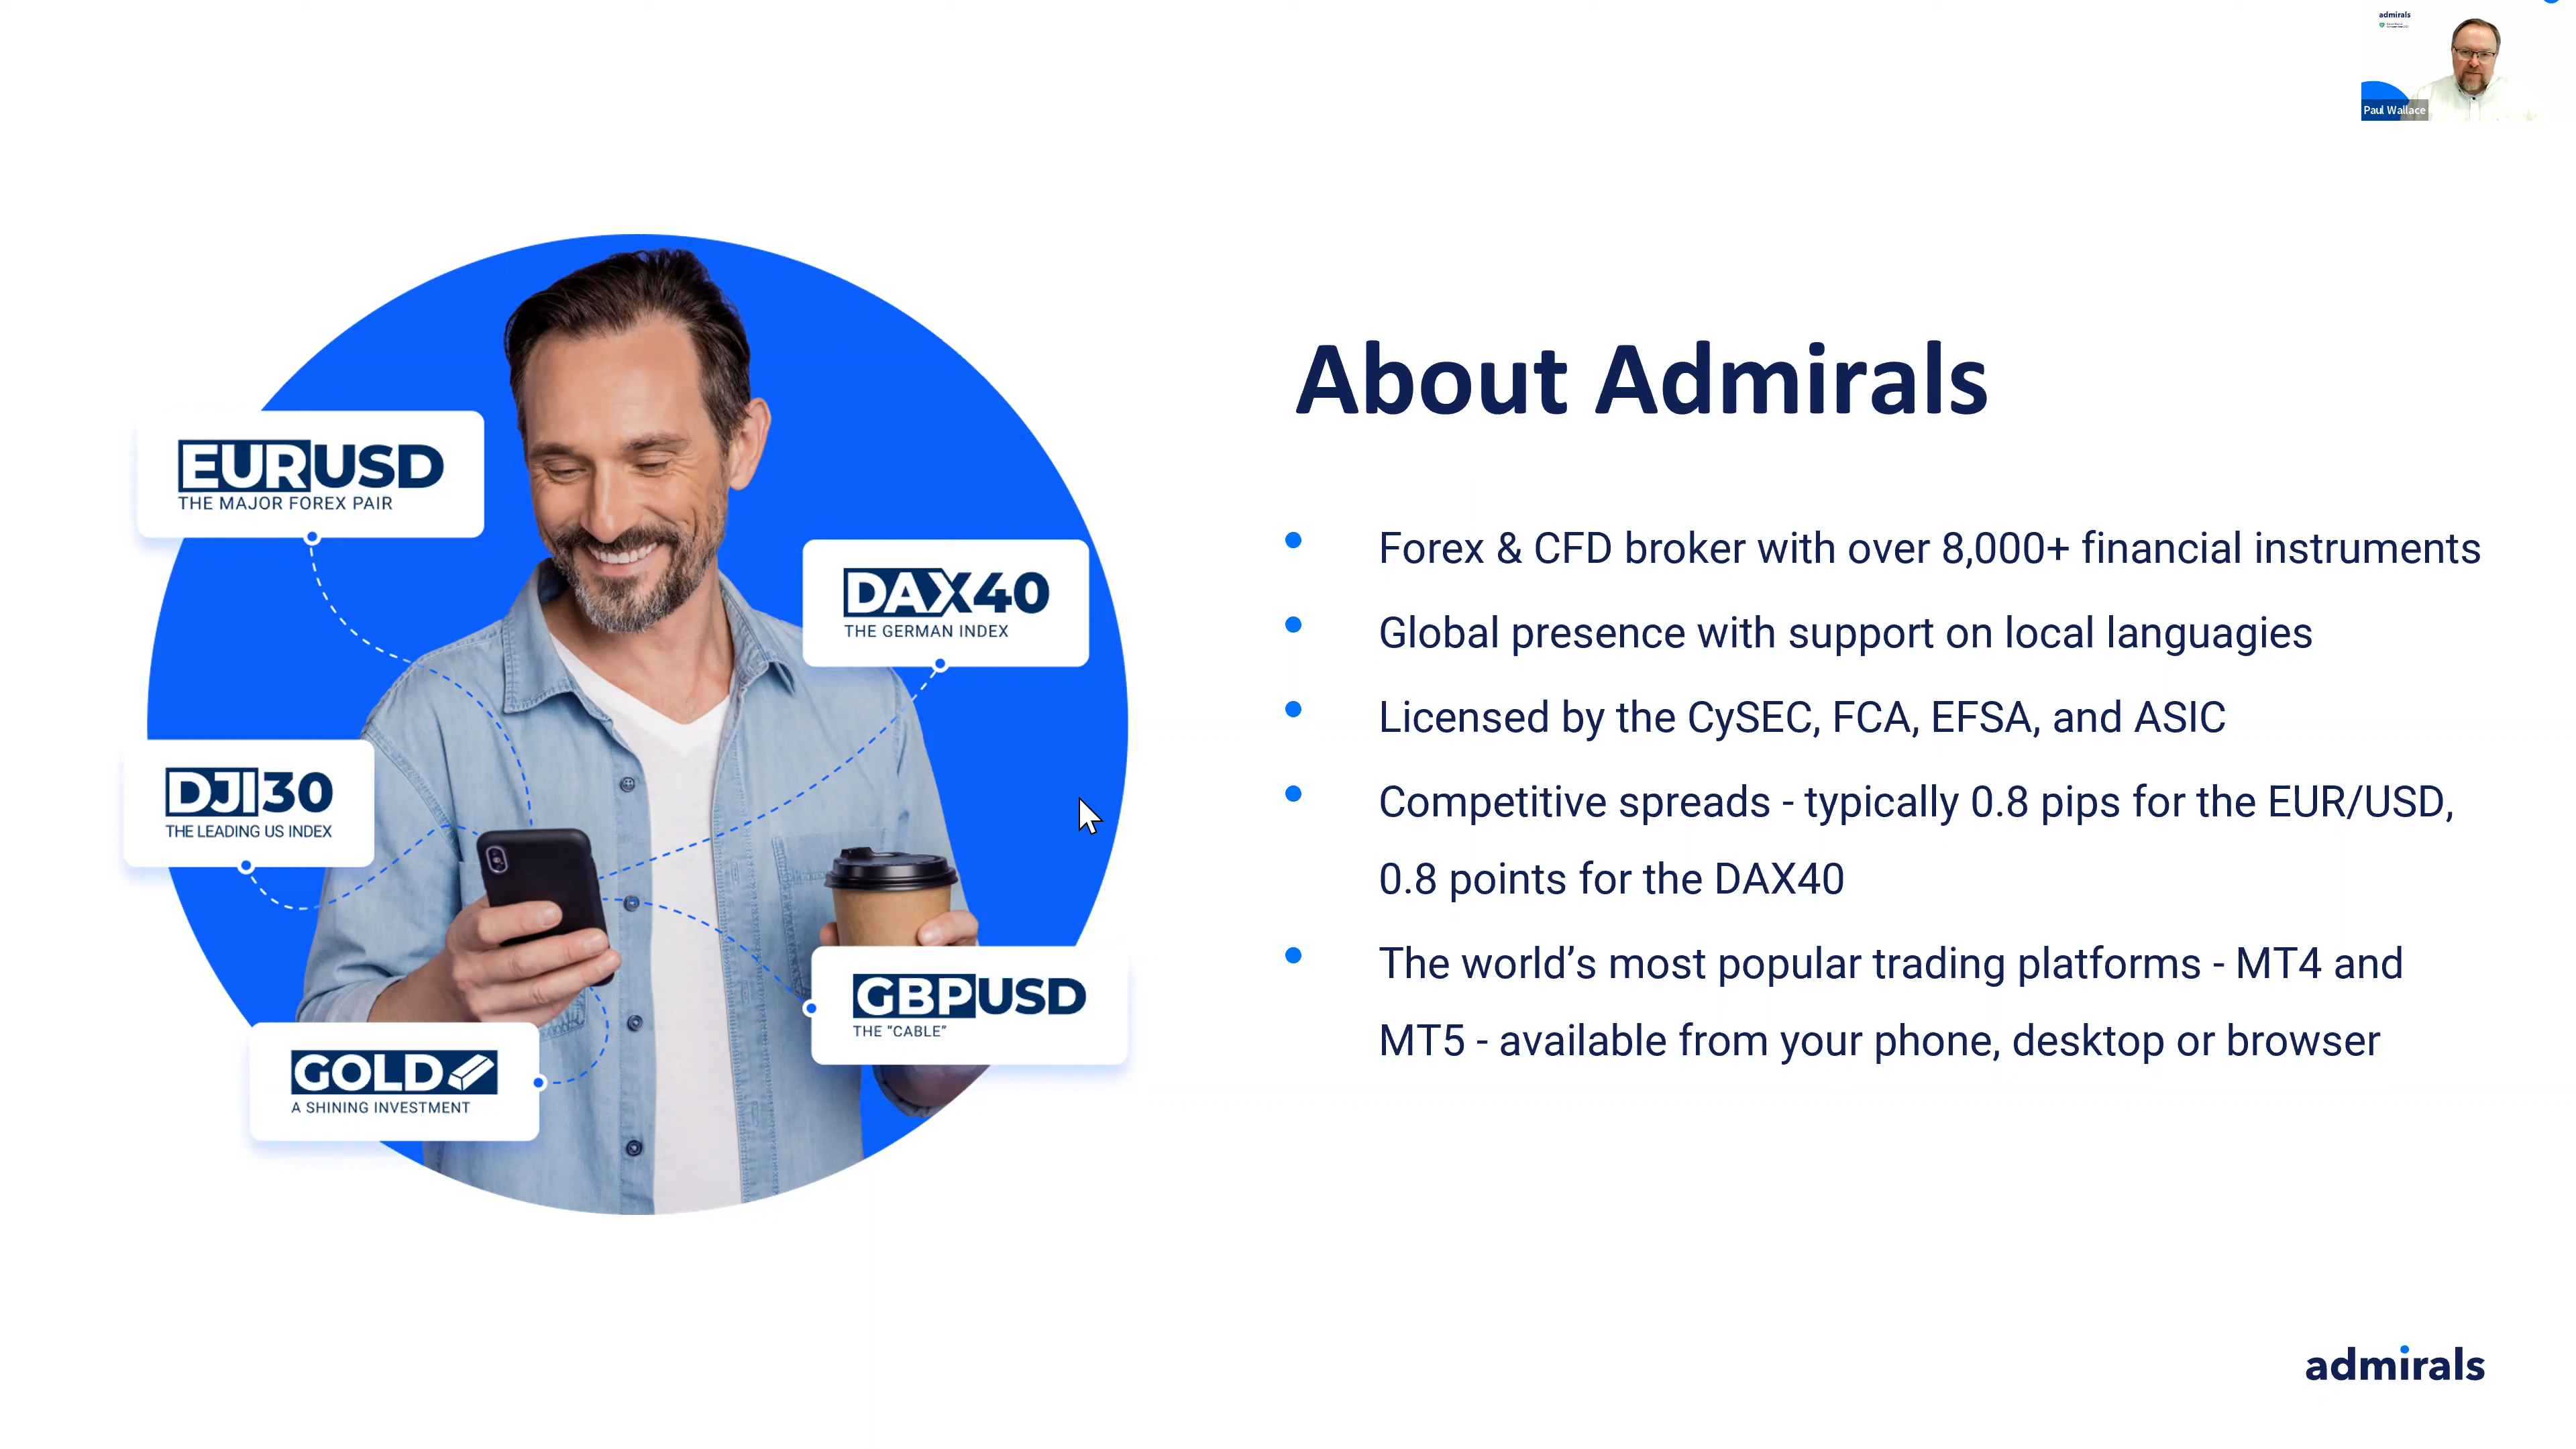 admirals
Paul Wallace
EURUSD
THE MAJOR FOREX PAIR
DAX40
THE GERMAN INDEX
DJI30
THE LEADING US INDEX
GBPUSD
THE “CABLE”
GOLD
A SHINING INVESTMENT
About Admirals
Forex & CFD broker with over 8,000+ financial instruments
Global presence with support on local languagies
Licensed by the CySEC, FCA, EFSA, and ASIC
Competitive spreads - typically 0.8 pips for the EUR/USD,
0.8 points for the DAX40
The world’s most popular trading platforms - MT4 and
MT5 - available from your phone, desktop or browser
admirals